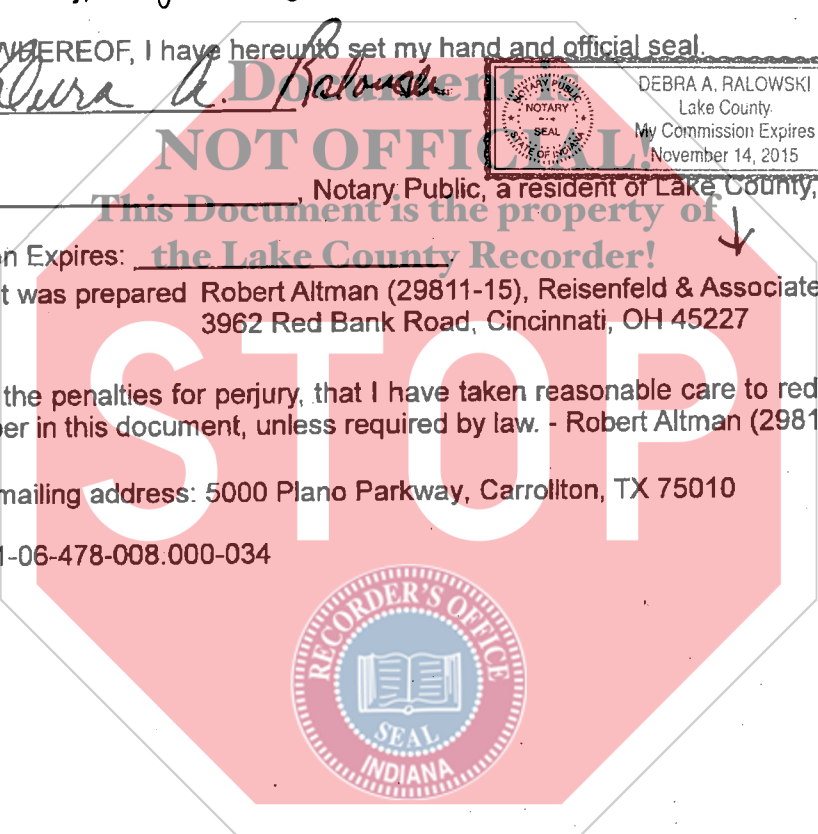 EREOF, I have hereunto set my hand and official seal.
A. Ralowski
NOTARY PUBLIC
NOTARY
SEAL
STATE OF INDIANA
DEBRA A. RALOWSKI
Lake County
My Commission Expires
November 14, 2015
Document is
NOT OFFICIAL!
, Notary Public, a resident of Lake County,
This Document is the property of
the Lake County Recorder!
n Expires:
t was prepared Robert Altman (29811-15), Reisenfeld & Associate
3962 Red Bank Road, Cincinnati, OH 45227
STOP
the penalties for perjury, that I have taken reasonable care to red
er in this document, unless required by law. - Robert Altman (2981
mailing address: 5000 Plano Parkway, Carrollton, TX 75010
1-06-478-008.000-034
RECORDER'S OFFICE
SEAL
INDIANA